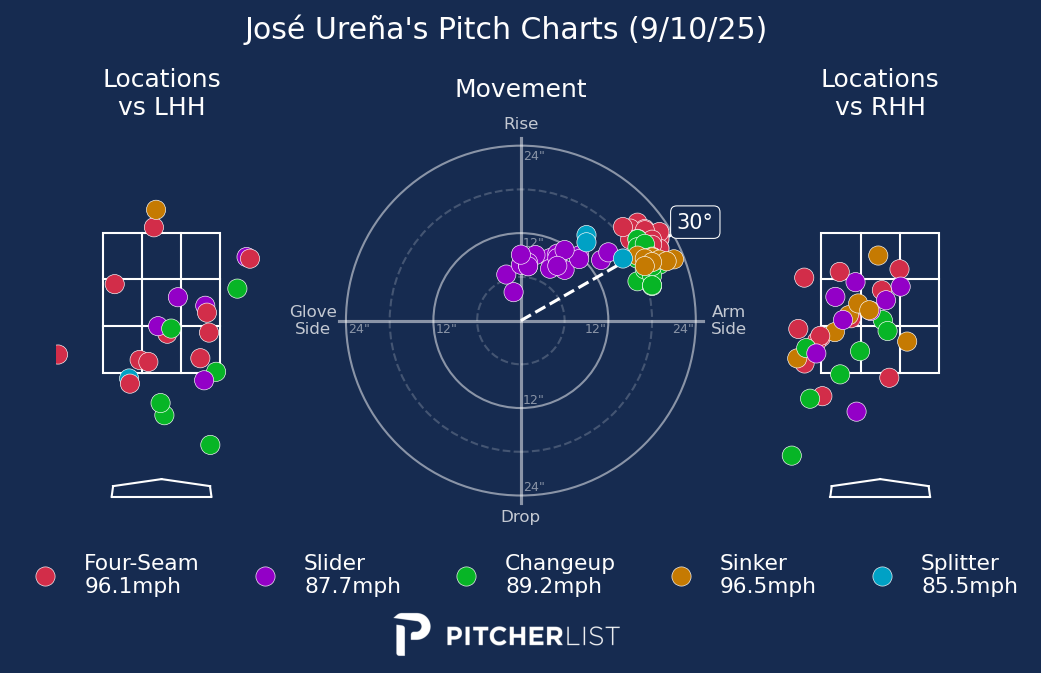 José Ureña's Pitch Charts (9/10/25)
Locations
vs LHH
Movement
Locations
vs RHH
Rise
24"
12"
30°
Glove
Side
24"
12"
12"
24"
Arm
Side
12"
24"
Drop
Four-Seam
96.1mph
Slider
87.7mph
Changeup
89.2mph
Sinker
96.5mph
Splitter
85.5mph
PITCHERLIST